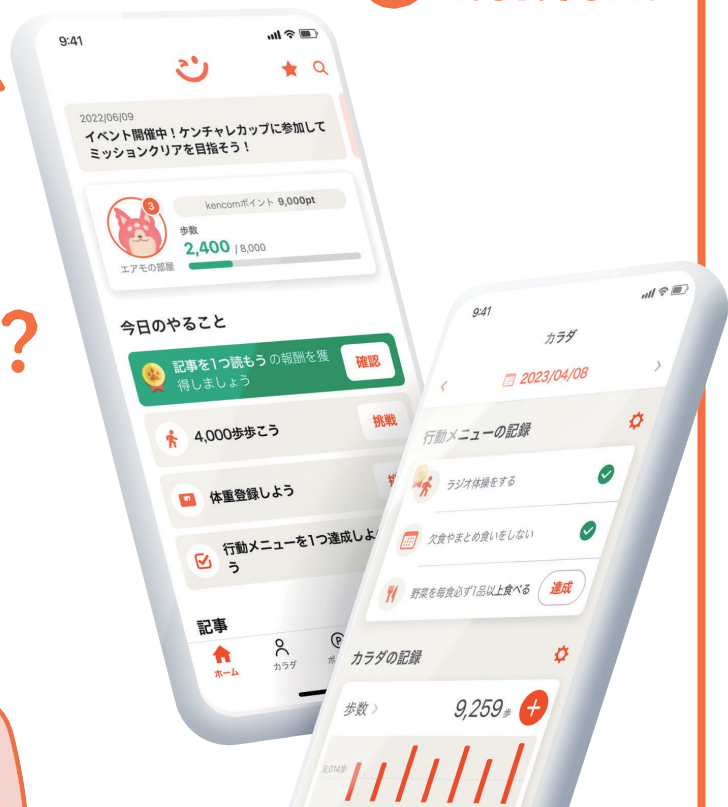 ?
9:41
2022/06/09
イベント開催中！ケンチャレカップに参加して
ミッションクリアを目指そう！
3
kencomポイント 9,000pt
歩数
2,400 / 8,000
エアモの部屋
今日のやること
記事を1つ読もう の報酬を獲
得しましょう
確認
4,000歩歩こう
挑戦
体重登録しよう
行動メニューを1つ達成しよ
う
記事
ホーム
カラダ
P
9:41
カラダ
2023/04/08
行動メニューの記録
ラジオ体操をする
欠食やまとめ食いをしない
野菜を毎食必ず1品以上食べる
達成
カラダの記録
歩数
9,259 歩
9,014歩